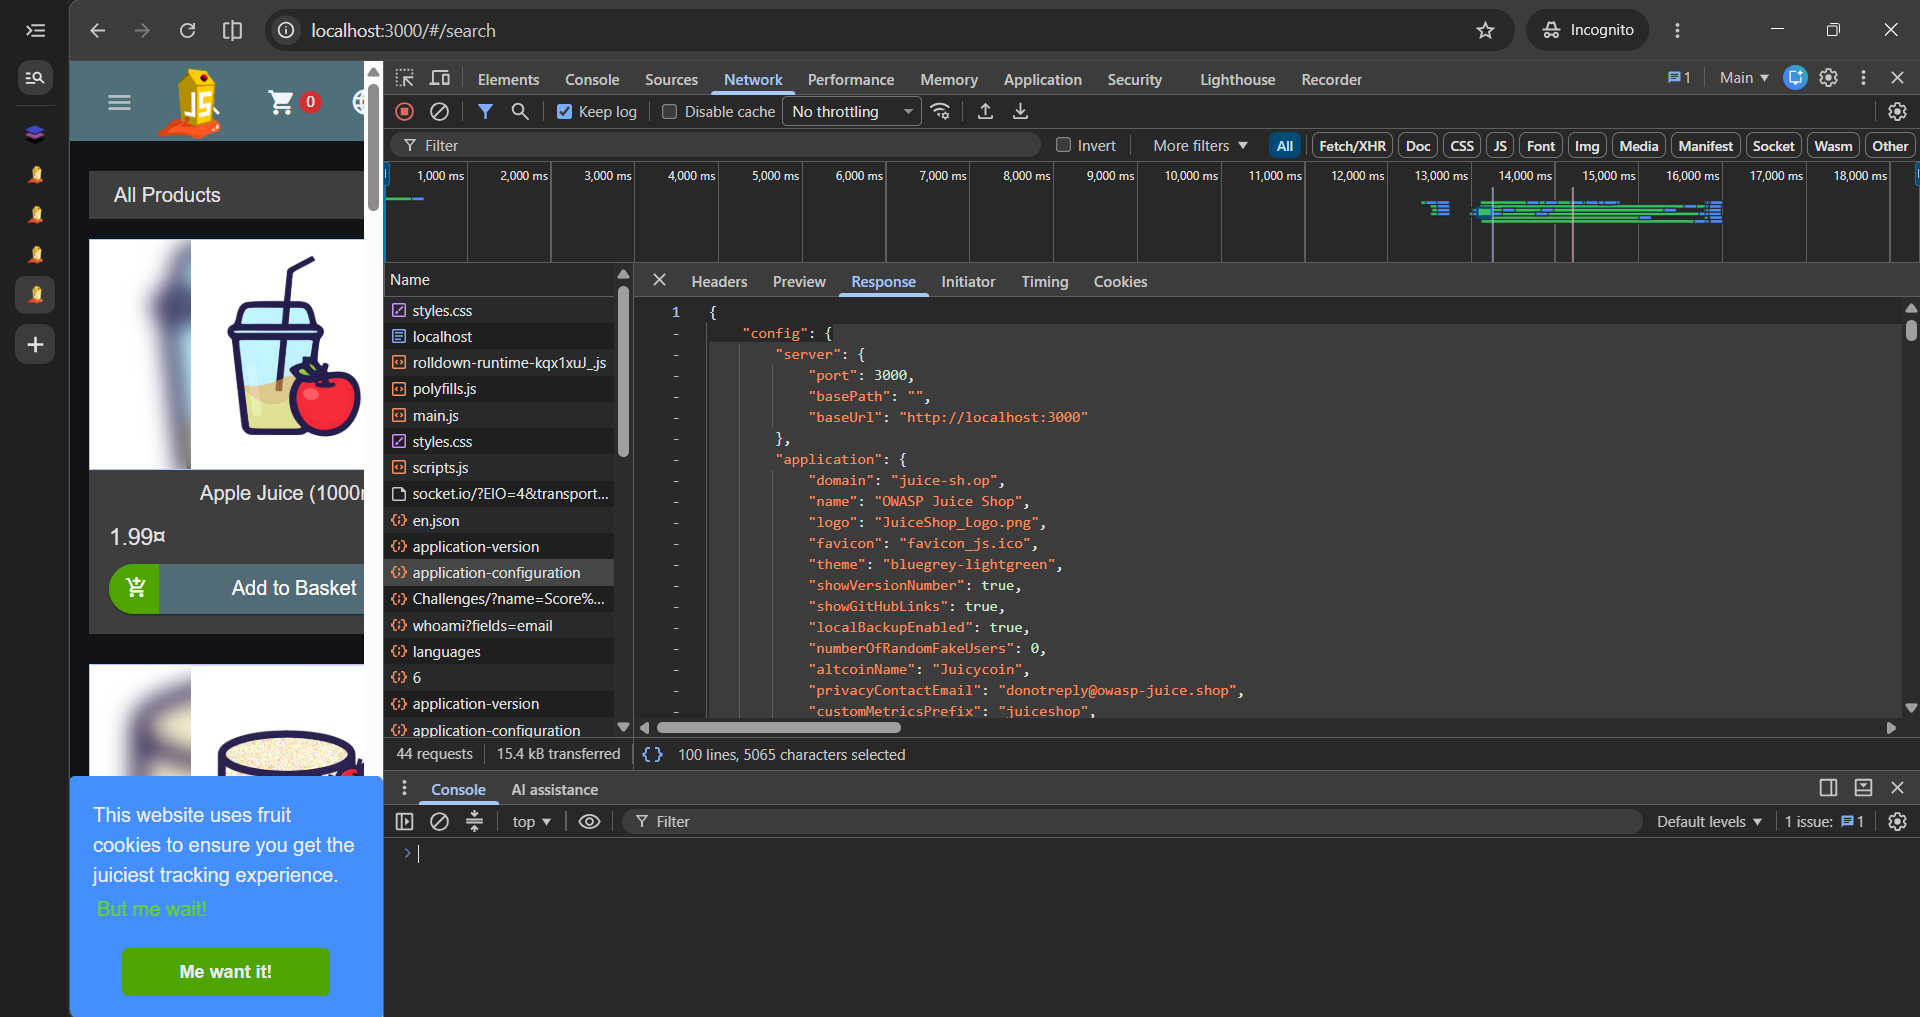 localhost:3000/#/search
Incognito
JS
0
All Products
Apple Juice (1000
1.99¤
Add to Basket
This website uses fruit
cookies to ensure you get the
juiciest tracking experience.
But me wait!
Me want it!
Elements
Console
Sources
Network
Performance
Memory
Application
Security
Lighthouse
Recorder
1
Main
Keep log
Disable cache
No throttling
Filter
Invert
More filters
All
Fetch/XHR
Doc
CSS
JS
Font
Img
Media
Manifest
Socket
Wasm
Other
1,000 ms
2,000 ms
3,000 ms
4,000 ms
5,000 ms
6,000 ms
7,000 ms
8,000 ms
9,000 ms
10,000 ms
11,000 ms
12,000 ms
13,000 ms
14,000 ms
15,000 ms
16,000 ms
17,000 ms
18,000 ms
Name
styles.css
localhost
rolldown-runtime-kqx1xuJ_.js
polyfills.js
main.js
styles.css
scripts.js
socket.io/?EIO=4&transport...
en.json
application-version
application-configuration
Challenges/?name=Score%...
whoami?fields=email
languages
6
application-version
application-configuration
44 requests
15.4 kB transferred
Headers
Preview
Response
Initiator
Timing
Cookies
1 {
- "config": {
- "server": {
- "port": 3000,
- "basePath": "",
- "baseUrl": "http://localhost:3000"
- },
- "application": {
- "domain": "juice-sh.op",
- "name": "OWASP Juice Shop",
- "logo": "JuiceShop_Logo.png",
- "favicon": "favicon_js.ico",
- "theme": "bluegrey-lightgreen",
- "showVersionNumber": true,
- "showGitHubLinks": true,
- "localBackupEnabled": true,
- "numberOfRandomFakeUsers": 0,
- "altcoinName": "Juicycoin",
- "privacyContactEmail": "donotreply@owasp-juice.shop",
- "customMetricsPrefix": "juiceshop",
{} 100 lines, 5065 characters selected
Console
AI assistance
top
Filter
Default levels
1 issue:
1
>